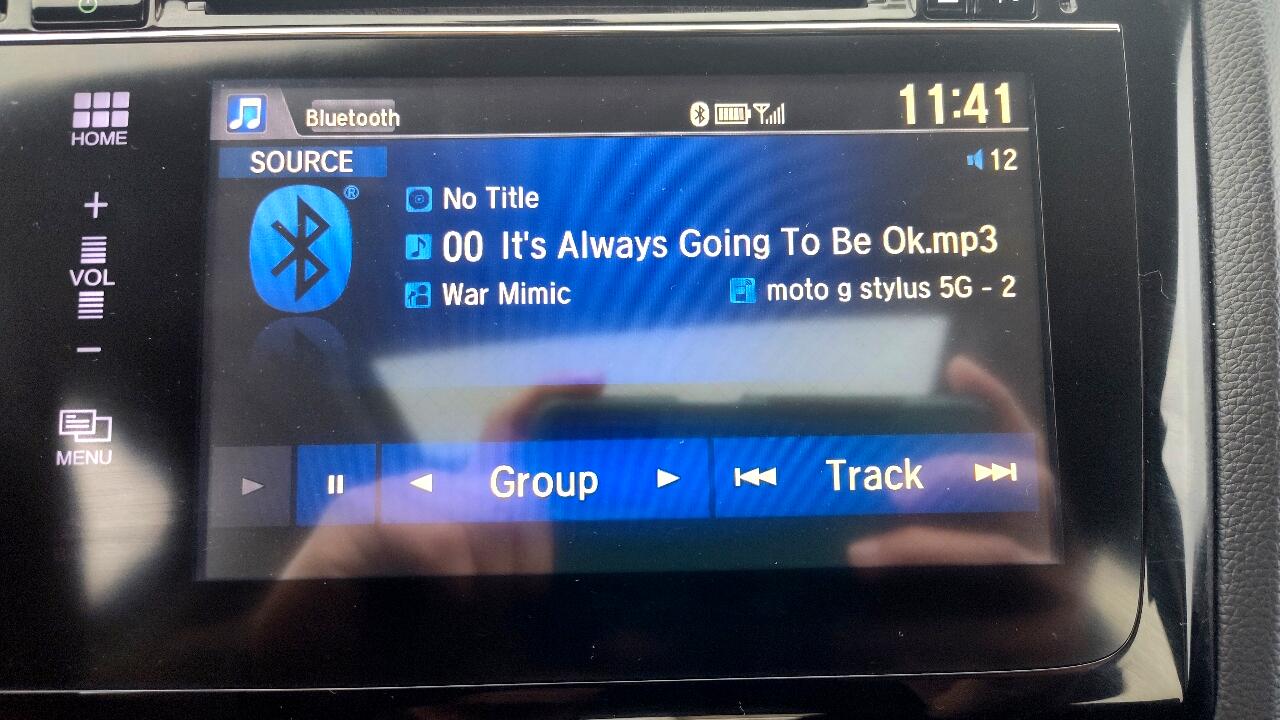 Bluetooth
11:41
HOME
SOURCE
12
®
No Title
+
00 It's Always Going To Be Ok.mp3
VOL
War Mimic
moto g stylus 5G - 2
−
MENU
Group
Track